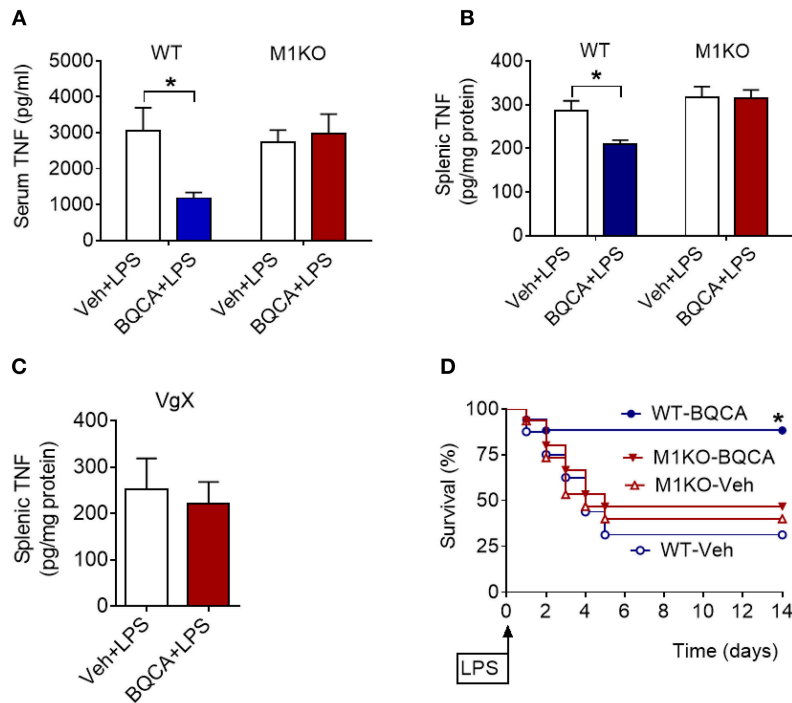 A
WT
M1KO
*
Serum TNF (pg/ml)
5000
4000
3000
2000
1000
0
Veh+LPS
BQCA+LPS
Veh+LPS
BQCA+LPS
B
WT
M1KO
*
Splenic TNF
(pg/mg protein)
400
300
200
100
0
Veh+LPS
BQCA+LPS
Veh+LPS
BQCA+LPS
C
VgX
Splenic TNF
(pg/mg protein)
400
300
200
100
0
Veh+LPS
BQCA+LPS
D
Survival (%)
100
75
50
25
0
WT-BQCA
*
M1KO-BQCA
M1KO-Veh
WT-Veh
0 2 4 6 8 10 12 14
Time (days)
LPS